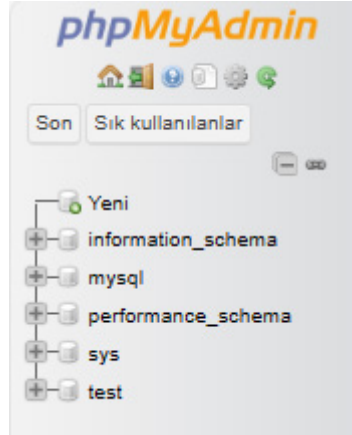 phpMyAdmin
Son Sık kullanılanlar
Yeni
information_schema
mysql
performance_schema
sys
test